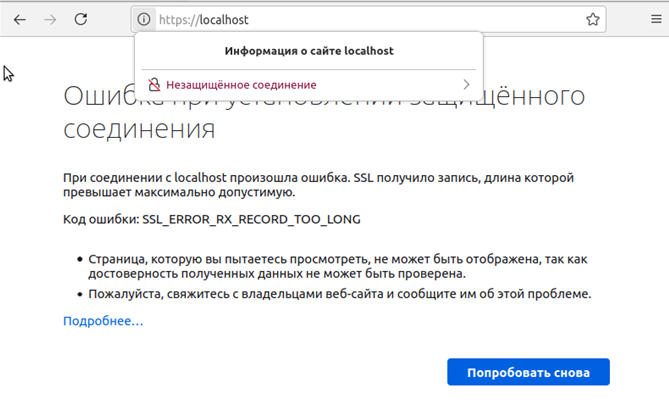 https://localhost
Информация о сайте localhost
Незащищённое соединение
Ошибка при установлении защищённого
соединения
При соединении с localhost произошла ошибка. SSL получило запись, длина которой
превышает максимально допустимую.
Код ошибки: SSL_ERROR_RX_RECORD_TOO_LONG
Страница, которую вы пытаетесь просмотреть, не может быть отображена, так как
достоверность полученных данных не может быть проверена.
Пожалуйста, свяжитесь с владельцами веб-сайта и сообщите им об этой проблеме.
Подробнее…
Попробовать снова